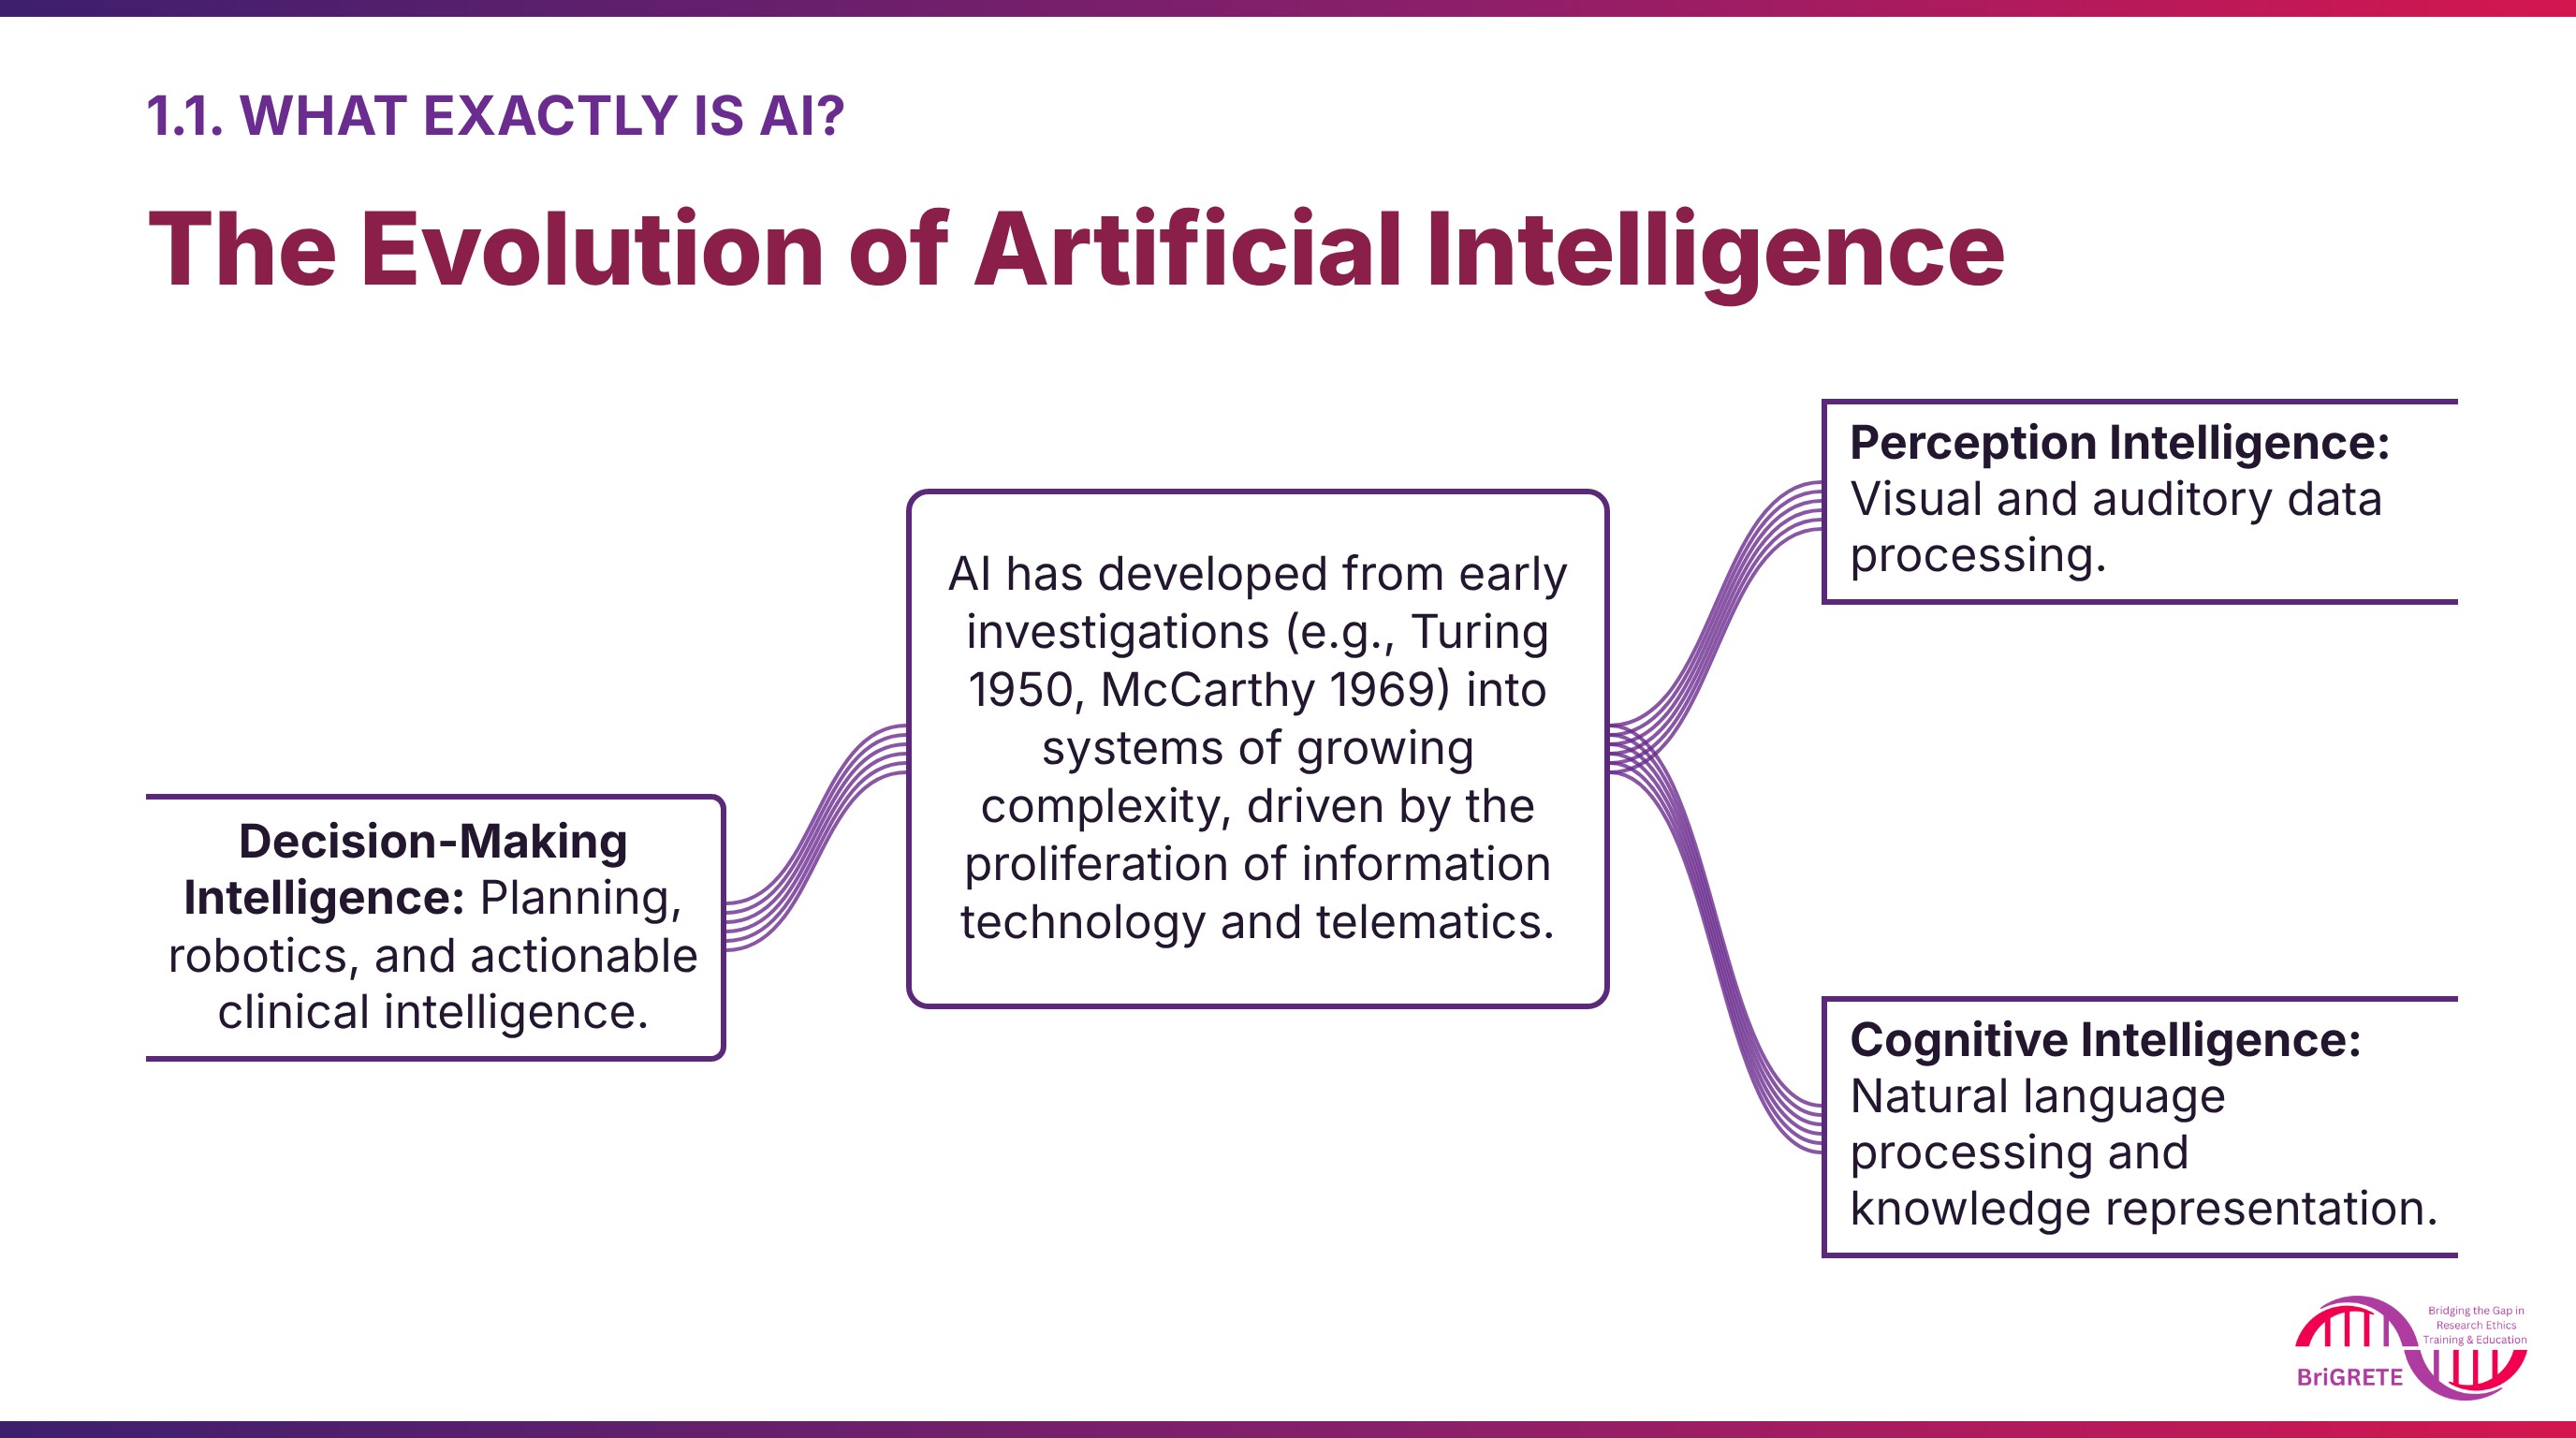 1.1. WHAT EXACTLY IS AI?
The Evolution of Artificial Intelligence
Decision-Making
Intelligence: Planning,
robotics, and actionable
clinical intelligence.
AI has developed from early
investigations (e.g., Turing
1950, McCarthy 1969) into
systems of growing
complexity, driven by the
proliferation of information
technology and telematics.
Perception Intelligence:
Visual and auditory data
processing.
Cognitive Intelligence:
Natural language
processing and
knowledge representation.
Bridging the Gap in
Research Ethics
Training & Education
BriGRETE